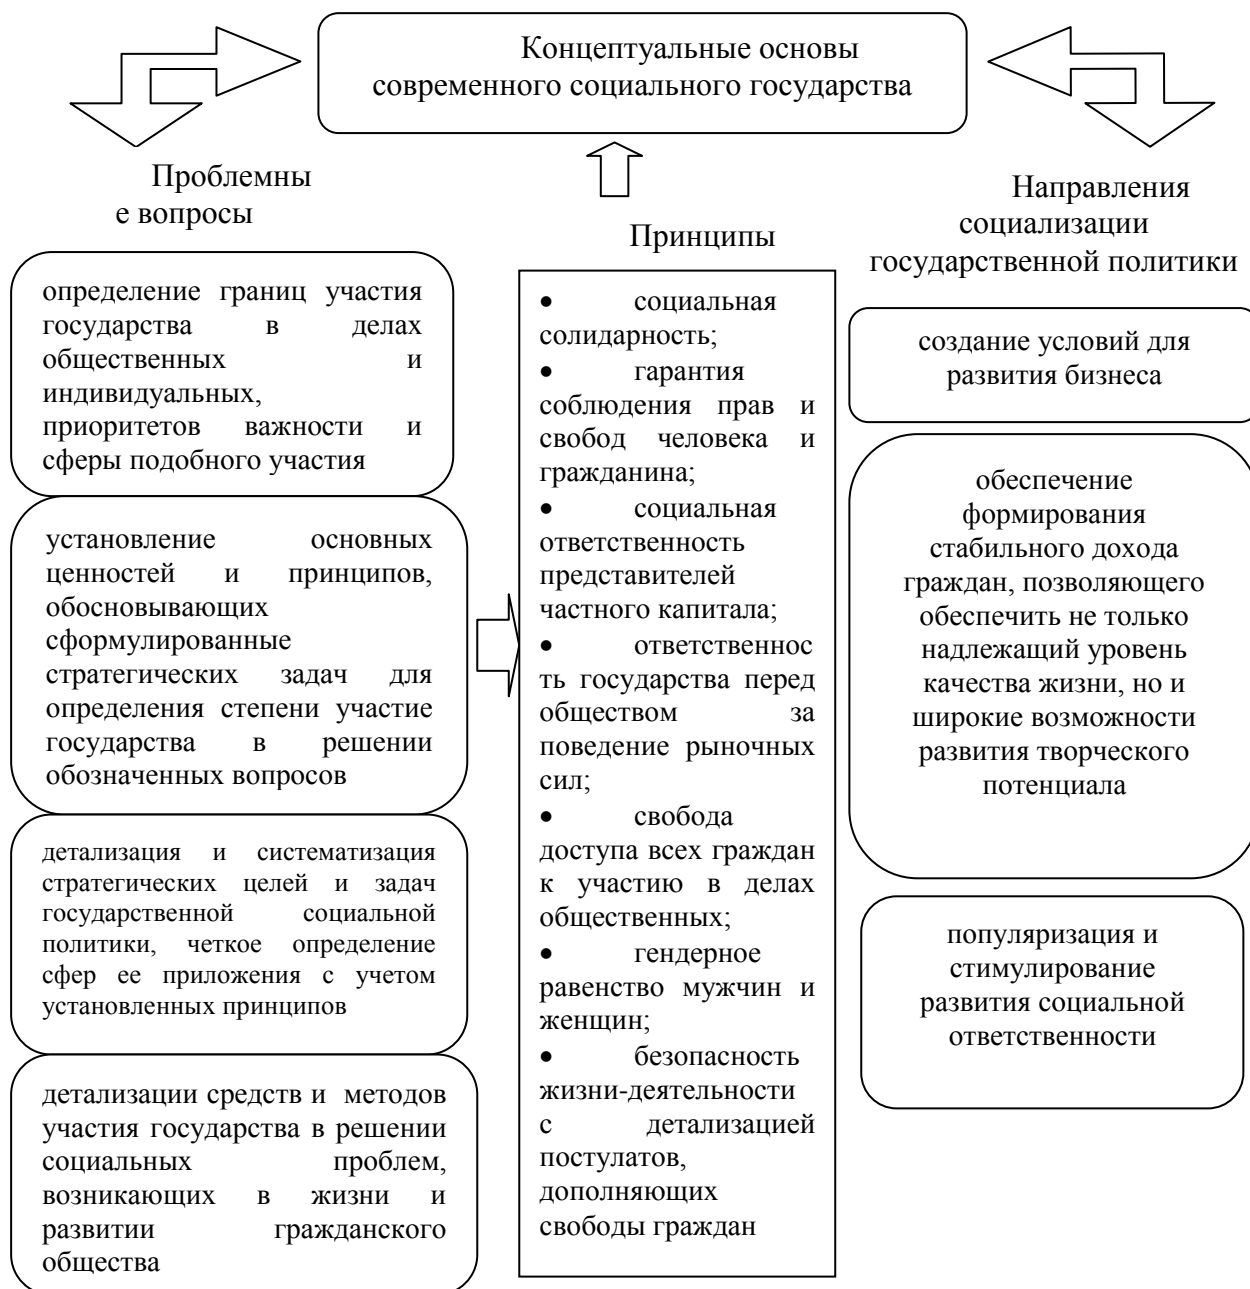 Концептуальные основы
современного социального государства
Проблемны
е вопросы
определение границ участия
государства в делах
общественных и
индивидуальных,
приоритетов важности и
сферы подобного участия
установление основных
ценностей и принципов,
обосновывающих
сформулированные
стратегических задач для
определения степени участие
государства в решении
обозначенных вопросов
детализация и систематизация
стратегических целей и задач
государственной социальной
политики, четкое определение
сфер ее приложения с учетом
установленных принципов
детализации средств и методов
участия государства в решении
социальных проблем,
возникающих в жизни и
развитии гражданского
общества
Принципы
• социальная
солидарность;
• гарантия
соблюдения прав и
свобод человека и
гражданина;
• социальная
ответственность
представителей
частного капитала;
• ответственнос
ть государства перед
обществом за
поведение рыночных
сил;
• свобода
доступа всех граждан
к участию в делах
общественных;
• гендерное
равенство мужчин и
женщин;
• безопасность
жизни-деятельности
с детализацией
постулатов,
дополняющих
свободы граждан
Направления
социализации
государственной политики
создание условий для
развития бизнеса
обеспечение
формирования
стабильного дохода
граждан, позволяющего
обеспечить не только
надлежащий уровень
качества жизни, но и
широкие возможности
развития творческого
потенциала
популяризация и
стимулирование
развития социальной
ответственности